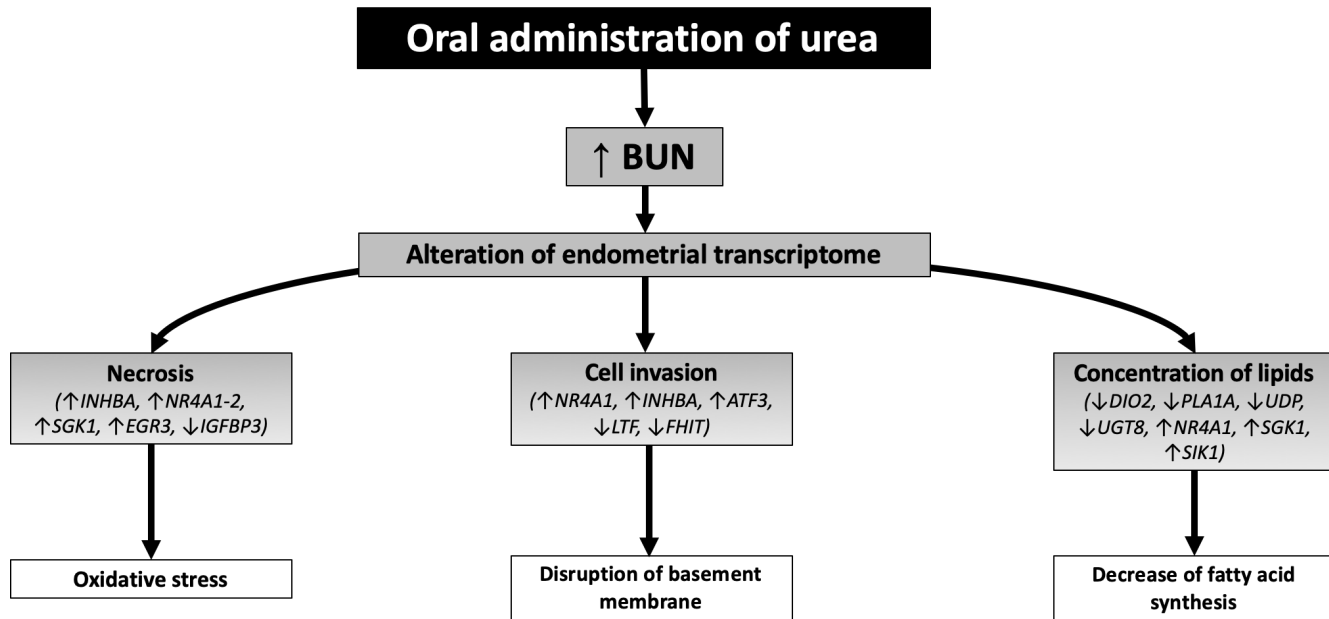 Oral administration of urea
↑ BUN
Alteration of endometrial transcriptome
Necrosis
(↑INHBA, ↑NR4A1-2,
↑SGK1, ↑EGR3, ↓IGFBP3)
Cell invasion
(↑NR4A1, ↑INHBA, ↑ATF3,
↓LTF, ↓FHIT)
Concentration of lipids
(↓DIO2, ↓PLA1A, ↓UDP,
↓UGT8, ↑NR4A1, ↑SGK1,
↑SIK1)
Oxidative stress
Disruption of basement
membrane
Decrease of fatty acid
synthesis